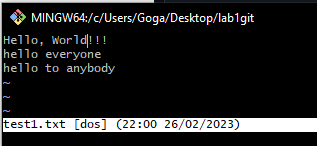 MINGW64:/c/Users/Goga/Desktop/lab1git
Hello, World!!!
hello everyone
hello to anybody
~
~
~
test1.txt [dos] (22:00 26/02/2023)